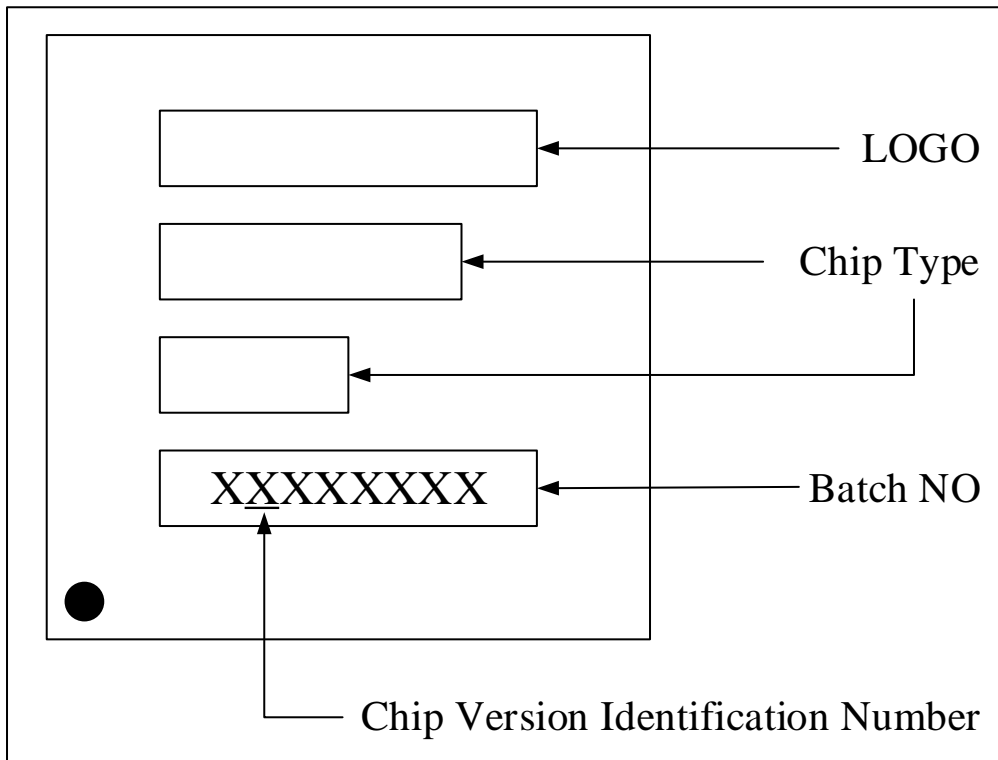 LOGO
Chip Type
XXXXXXXX
Batch NO
Chip Version Identification Number